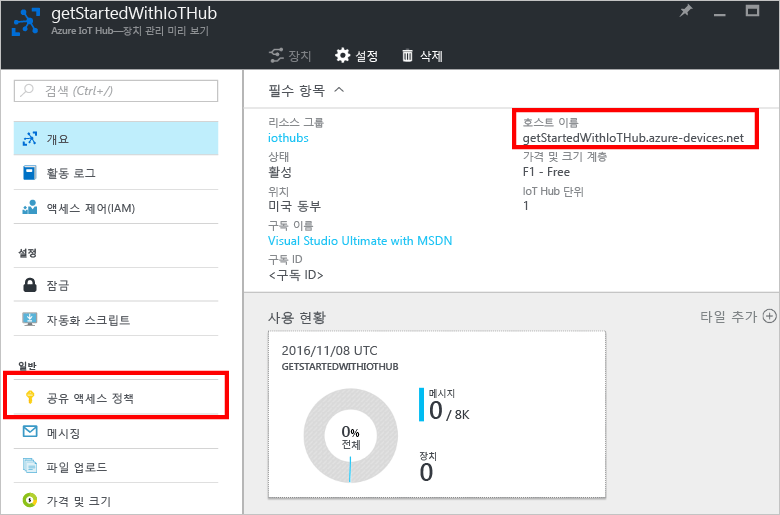 getStartedWithIoTHub
Azure IoT Hub—장치 관리 미리 보기
장치 설정 삭제
검색 (Ctrl+/)
개요
활동 로그
액세스 제어(IAM)
설정
잠금
자동화 스크립트
일반
공유 액세스 정책
메시징
파일 업로드
가격 및 크기
필수 항목
리소스 그룹
iothubs
상태
활성
위치
미국 동부
구독 이름
Visual Studio Ultimate with MSDN
구독 ID
<구독 ID>
호스트 이름
getStartedWithIoTHub.azure-devices.net
가격 및 크기 계층
F1 - Free
IoT Hub 단위
1
사용 현황
타일 추가
2016/11/08 UTC
GETSTARTEDWITHIOTHUB
0%
전체
메시지
0 / 8K
장치
0